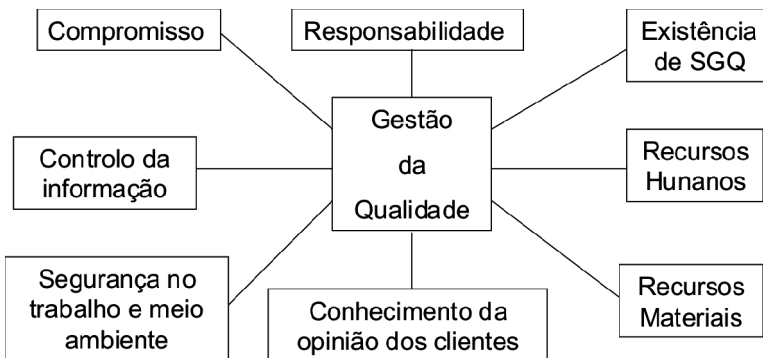 Compromisso
Responsabilidade
Existência
de SGQ
Gestão
da
Qualidade
Controlo da
informação
Recursos
Hunanos
Segurança no
trabalho e meio
ambiente
Conhecimento da
opinião dos clientes
Recursos
Materiais